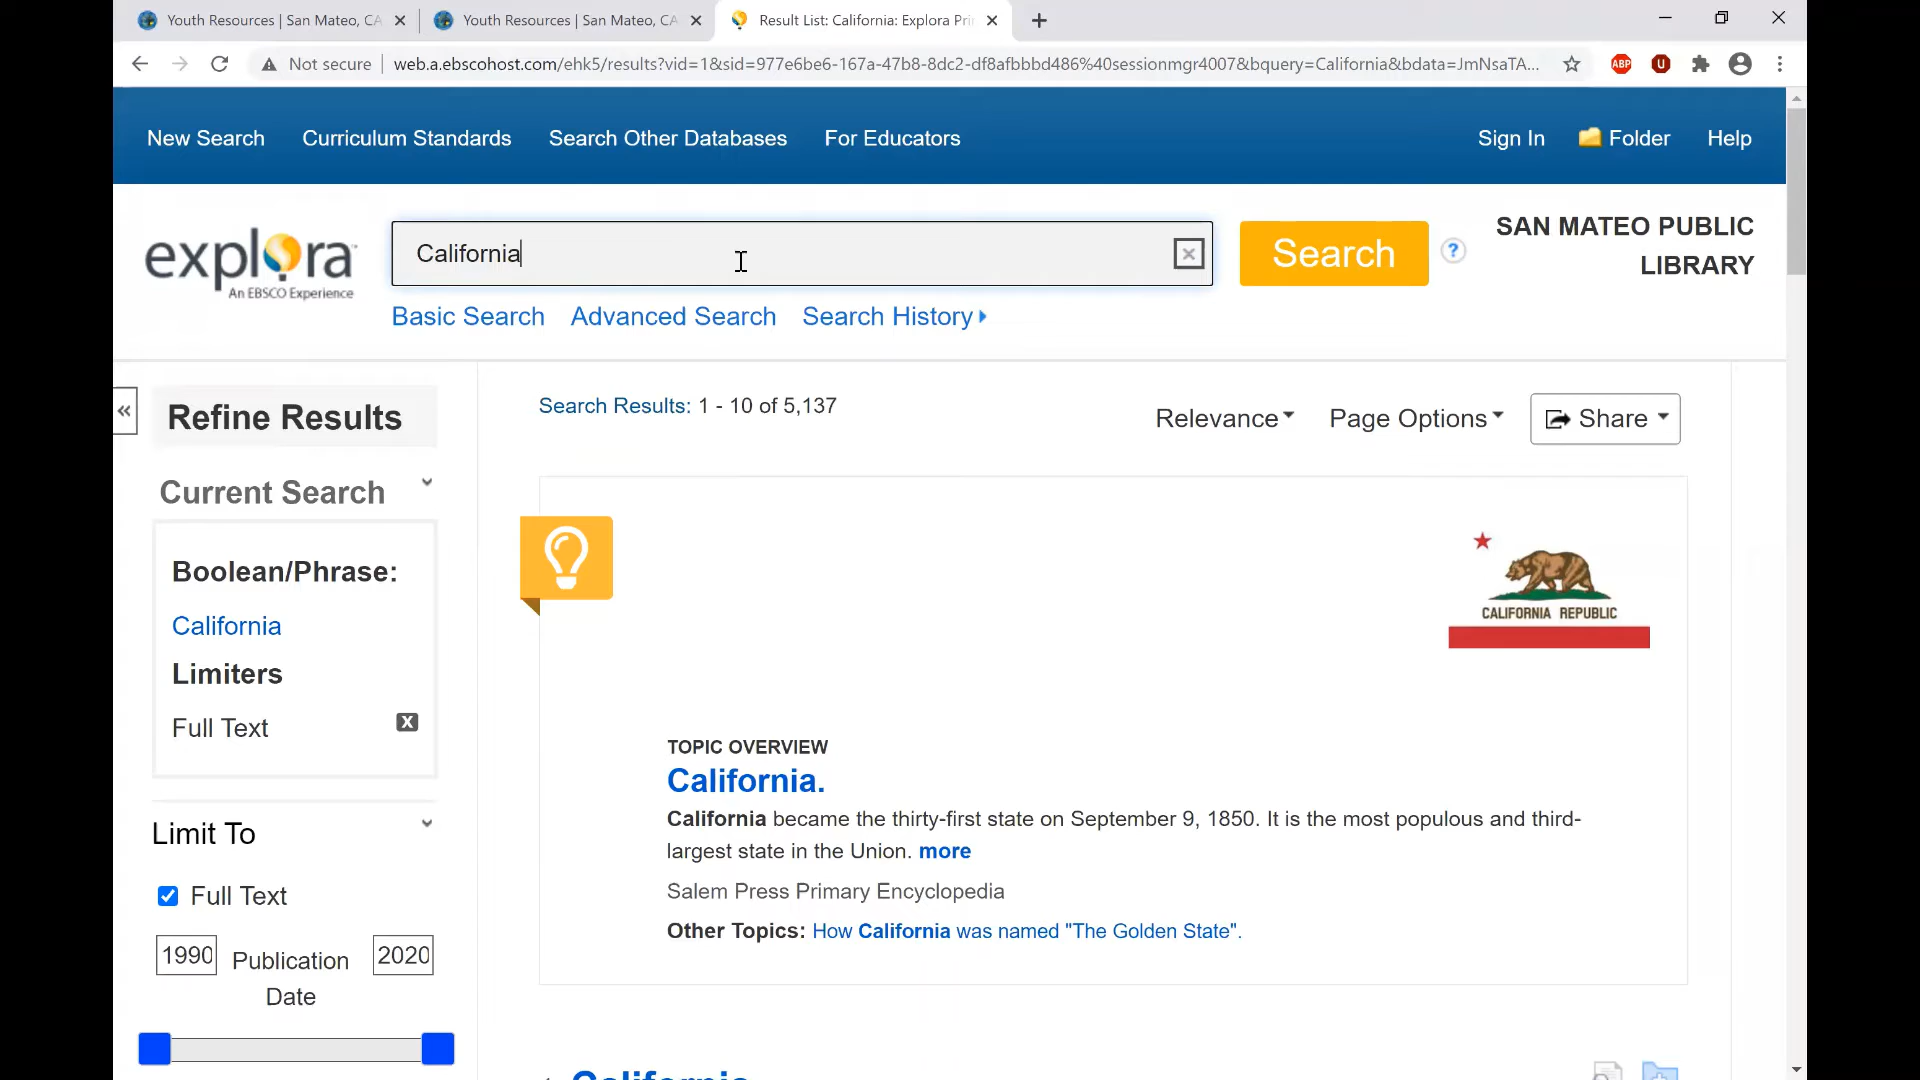 Youth Resources | San Mateo, CA
Youth Resources | San Mateo, CA
Result List: California: Explora Pri
Not secure
web.a.ebscohost.com/ehk5/results?vid=1&sid=977e6be6-167a-47b8-8dc2-df8afbbbd486%40sessionmgr4007&bquery=California&bdata=JmNsaTA...
ABP
New Search
Curriculum Standards
Search Other Databases
For Educators
Sign In
Folder
Help
explora
An EBSCO Experience
California
Search
?
SAN MATEO PUBLIC
LIBRARY
Basic Search
Advanced Search
Search History
Refine Results
Current Search
Boolean/Phrase:
California
Limiters
Full Text
Limit To
Full Text
1990
Publication
Date
2020
Search Results: 1 - 10 of 5,137
Relevance
Page Options
Share
CALIFORNIA REPUBLIC
TOPIC OVERVIEW
California.
California became the thirty-first state on September 9, 1850. It is the most populous and third-
largest state in the Union. more
Salem Press Primary Encyclopedia
Other Topics: How California was named "The Golden State".
California